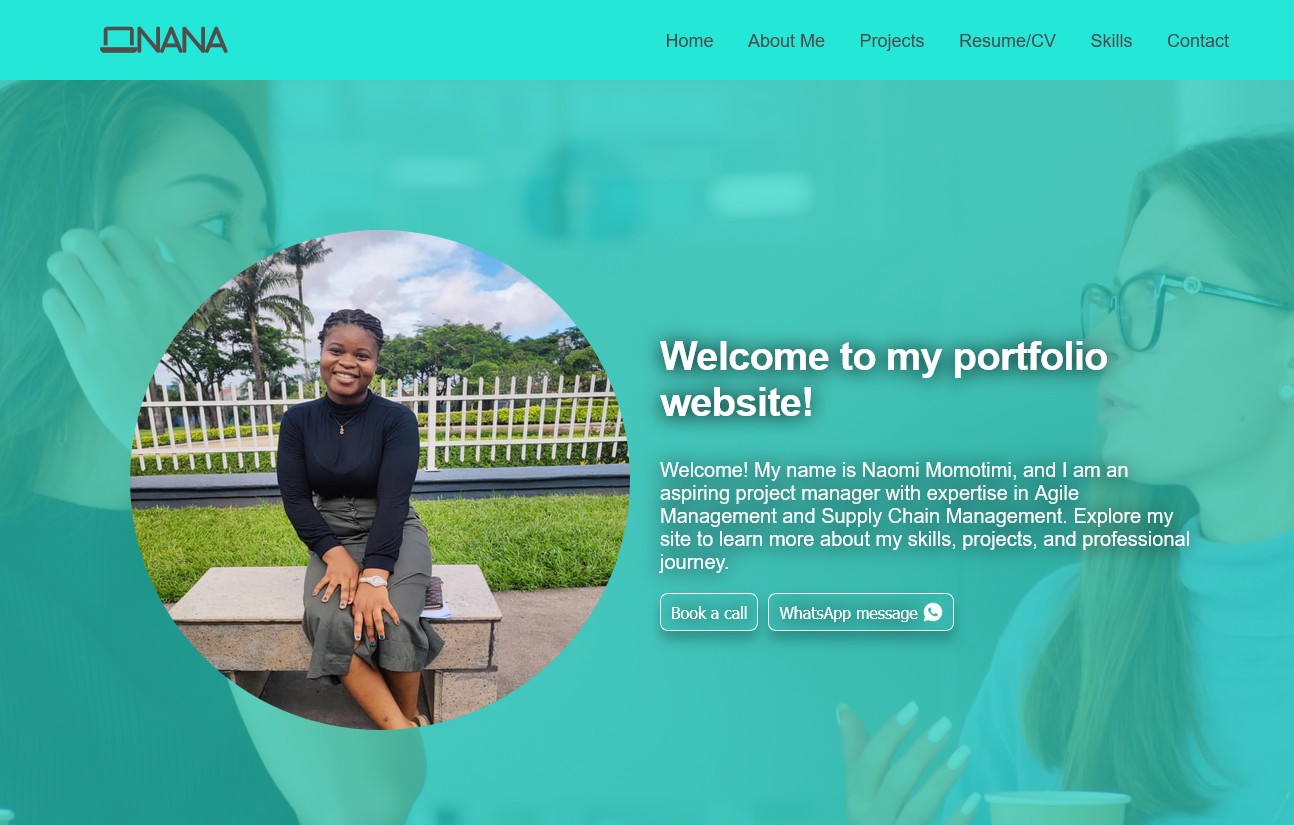 NANA
Home About Me Projects Resume/CV Skills Contact
Welcome to my portfolio
website!
Welcome! My name is Naomi Momotimi, and I am an
aspiring project manager with expertise in Agile
Management and Supply Chain Management. Explore my
site to learn more about my skills, projects, and professional
journey.
Book a call
WhatsApp message